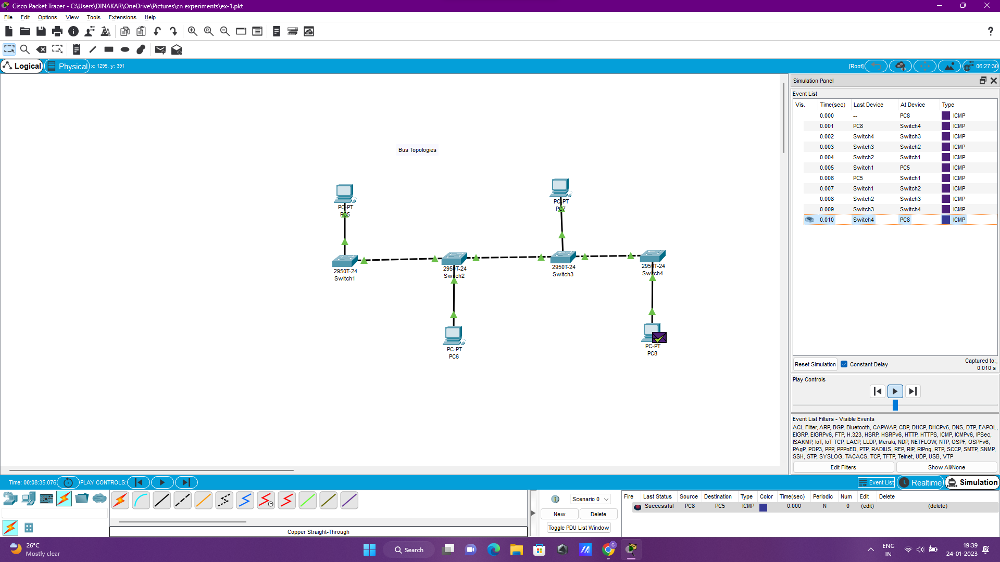 Cisco Packet Tracer - C:\Users\DINAKAR\OneDrive\Pictures\cn experiments\ex-1.pkt
File Edit Options View Tools Extensions Help
Logical Physical x: 1295, y: 391 [Root] 06:27:30
Bus Topologies
PC-PT
PC5
PC-PT
PC7
2950T-24
Switch1
2950T-24
Switch2
2950T-24
Switch3
2950T-24
Switch4
PC-PT
PC6
PC-PT
PC8
Simulation Panel
Event List
Vis. Time(sec) Last Device At Device Type
0.000 -- PC8 ICMP
0.001 PC8 Switch4 ICMP
0.002 Switch4 Switch3 ICMP
0.003 Switch3 Switch2 ICMP
0.004 Switch2 Switch1 ICMP
0.005 Switch1 PC5 ICMP
0.006 PC5 Switch1 ICMP
0.007 Switch1 Switch2 ICMP
0.008 Switch2 Switch3 ICMP
0.009 Switch3 Switch4 ICMP
0.010 Switch4 PC8 ICMP
Reset Simulation Constant Delay Captured to:
0.010 s
Play Controls
Event List Filters - Visible Events
ACL Filter, ARP, BGP, Bluetooth, CAPWAP, CDP, DHCP, DHCPv6, DNS, DTP, EAPOL,
EIGRP, EIGRPv6, FTP, H.323, HSRP, HSRPv6, HTTP, HTTPS, ICMP, ICMPv6, IPSec,
ISAKMP, IoT, IoT TCP, LACP, LLDP, Meraki, NDP, NETFLOW, NTP, OSPF, OSPFv6,
PAgP, POP3, PPP, PPPoED, PTP, RADIUS, REP, RIP, RIPng, RTP, SCCP, SMTP, SNMP,
SSH, STP, SYSLOG, TACACS, TCP, TFTP, Telnet, UDP, USB, VTP
Edit Filters Show All/None
Time: 00:08:35.076 PLAY CONTROLS: Event List Realtime Simulation
Scenario 0
New Delete
Toggle PDU List Window
Fire Last Status Source Destination Type Color Time(sec) Periodic Num Edit Delete
Successful PC8 PC5 ICMP 0.000 N 0 (edit) (delete)
Copper Straight-Through
26°C
Mostly clear
Search
G
ENG
IN
19:39
24-01-2023